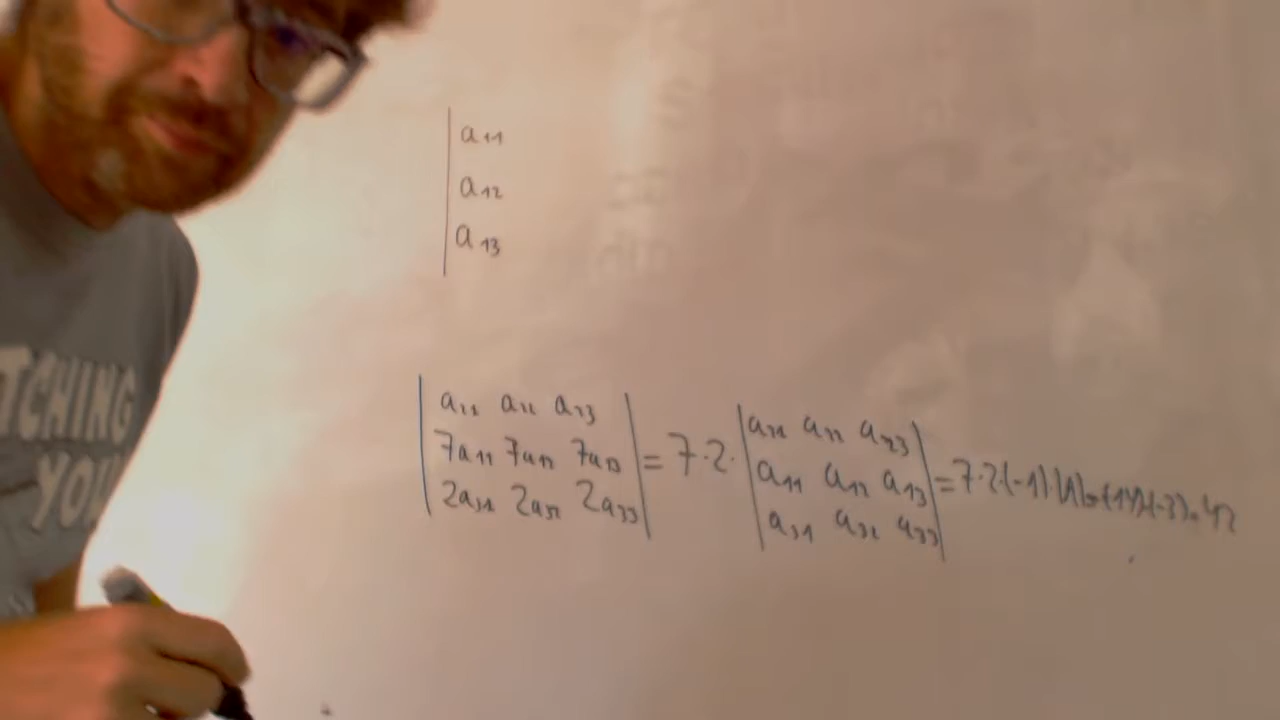 TCHING
YOU
a11
a12
a13
| a21 a22 a23 | = 7·2· | a21 a22 a23 | = 7·2·(-1)·|A| = (-14)·(-3) = 42
7a11 7a12 7a13 a11 a12 a13
2a31 2a32 2a33 a31 a32 a33